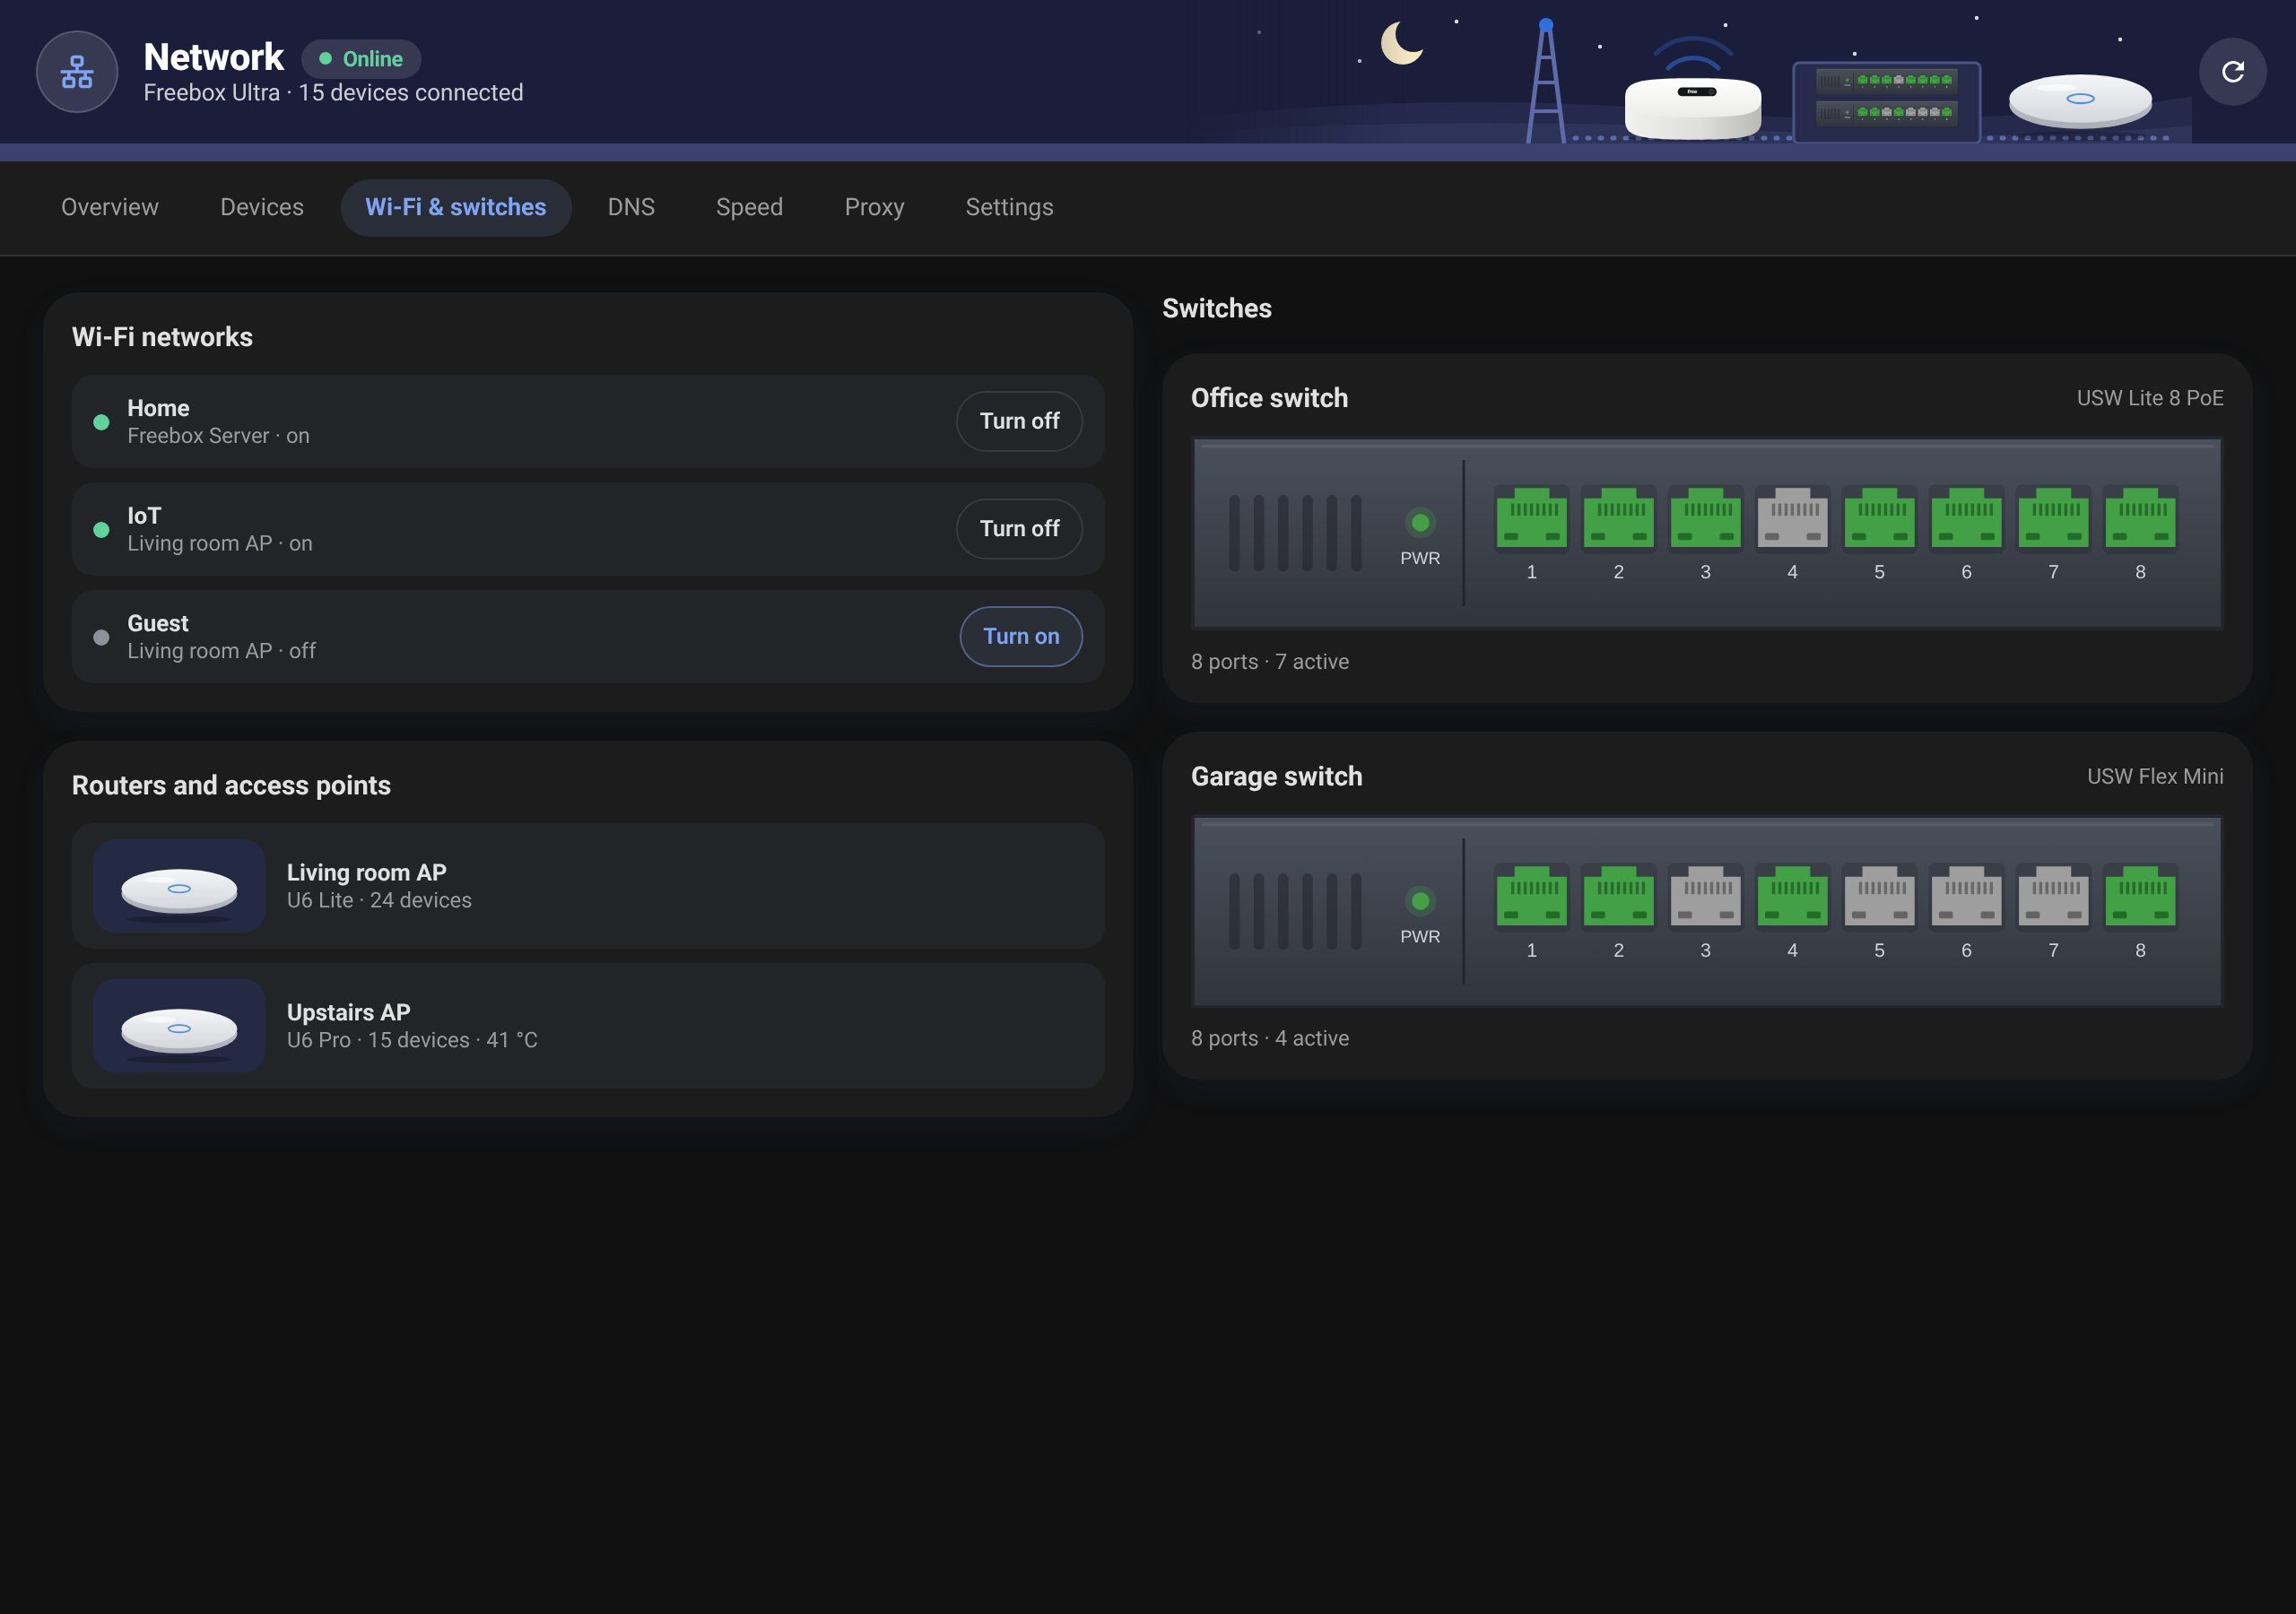 Network
Online
Freebox Ultra · 15 devices connected
free
Overview
Devices
Wi-Fi & switches
DNS
Speed
Proxy
Settings
Wi-Fi networks
Home
Freebox Server · on
Turn off
IoT
Living room AP · on
Turn off
Guest
Living room AP · off
Turn on
Routers and access points
Living room AP
U6 Lite · 24 devices
Upstairs AP
U6 Pro · 15 devices · 41 °C
Switches
Office switch
USW Lite 8 PoE
PWR
1 2 3 4 5 6 7 8
8 ports · 7 active
Garage switch
USW Flex Mini
PWR
1 2 3 4 5 6 7 8
8 ports · 4 active